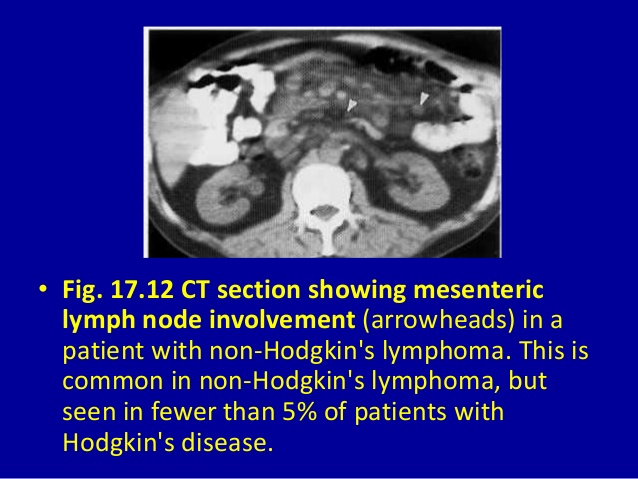 • Fig. 17.12 CT section showing mesenteric
lymph node involvement (arrowheads) in a
patient with non-Hodgkin's lymphoma. This is
common in non-Hodgkin's lymphoma, but
seen in fewer than 5% of patients with
Hodgkin's disease.